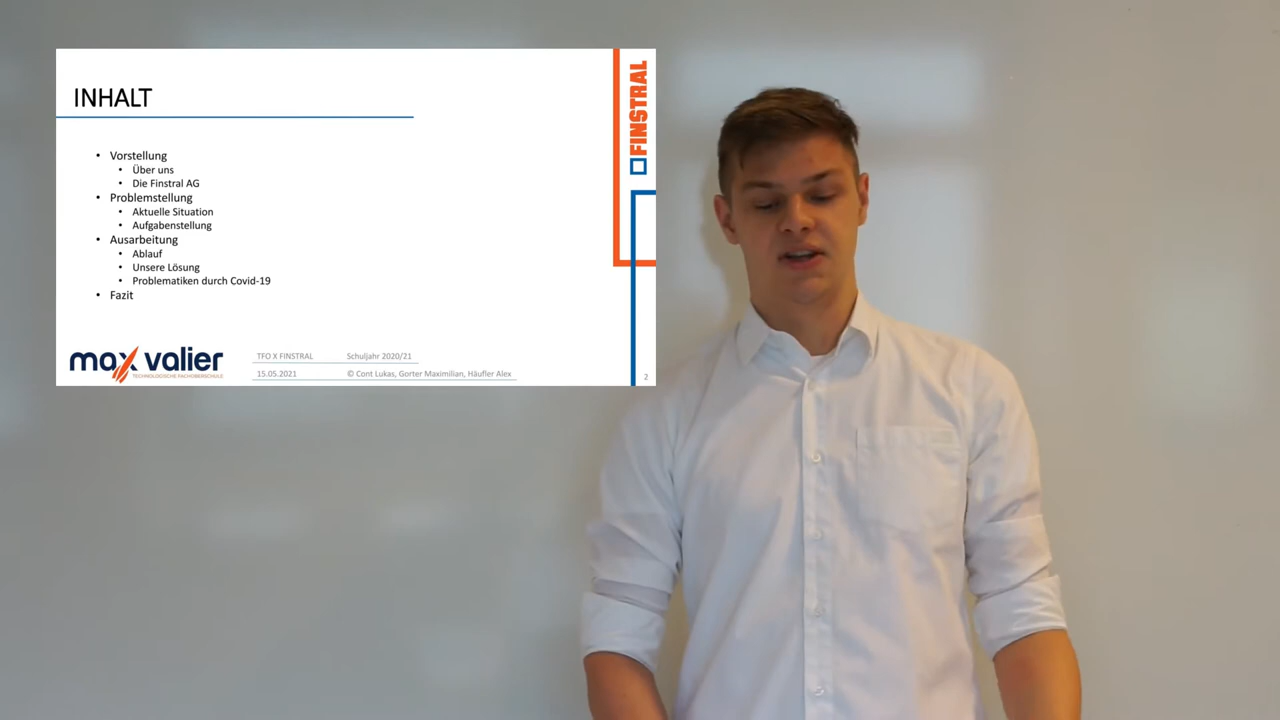 INHALT
FINSTRAL
• Vorstellung
• Über uns
• Die Finstral AG
• Problemstellung
• Aktuelle Situation
• Aufgabenstellung
• Ausarbeitung
• Ablauf
• Unsere Lösung
• Problematiken durch Covid-19
• Fazit
max valier
TECHNOLOGISCHE FACHOBERSCHULE
TFO X FINSTRAL Schuljahr 2020/21
15.05.2021 © Cont Lukas, Gorter Maximilian, Häufler Alex
2